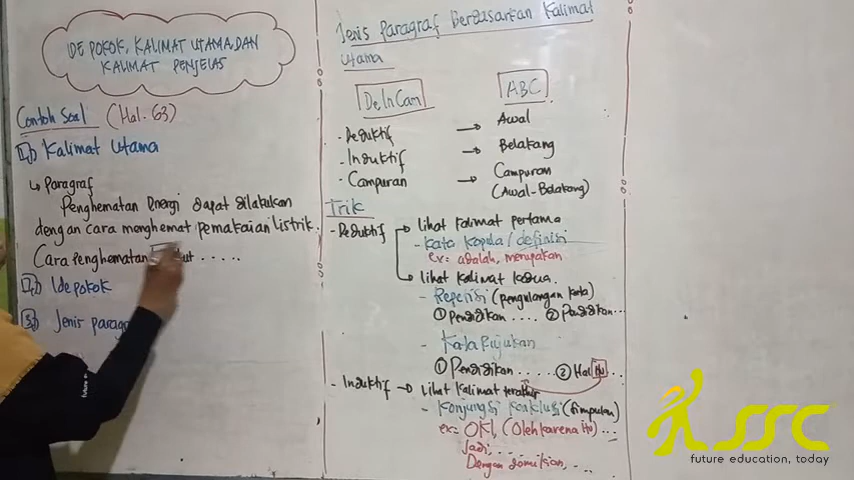 IDE POKOK, KALIMAT UTAMA, DAN
KALIMAT PENJELAS
Contoh Soal (Hal. 63)
1) Kalimat Utama
↳ Paragraf
Penghematan Energi dapat dilakukan
dengan cara menghemat pemakaian listrik.
Cara penghematan .....
2) Ide pokok
3) Jenis
Jenis Paragraf Berdasarkan Kalimat
Utama
DeInCam
ABC
- Deduktif → Awal
- Induktif → Belakang
- Campuran → Campuran
(Awal-Belakang)
Trik
- Deduktif → lihat kalimat pertama
- Kata Kopula / definisi
ex: adalah, merupakan
→ lihat kalimat kedua.
- Repetisi (pengulangan kata)
① Pendidikan .... ② Pendidikan...
- Kata Rujukan
① Pendidikan ..... ② Hal itu ...
- Induktif → Lihat kalimat terakhir
- Konjungsi Konklusi (simpulan)
ex: OKI, (Oleh karena itu) ...
Jadi, ...
Dengan demikian, ...
SSC
future education, today